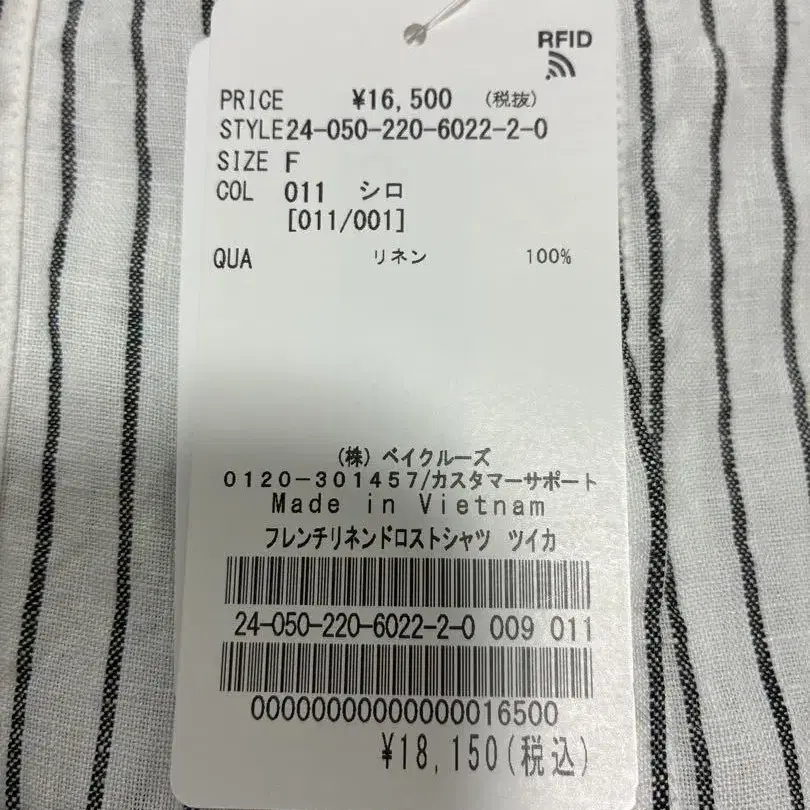 RFID
PRICE ¥16,500 (税抜)
STYLE24-050-220-6022-2-0
SIZE F
COL 011 シロ
[011/001]
QUA リネン 100%
(株) ベイクルーズ
0120-301457/カスタマーサポート
Made in Vietnam
フレンチリネンドロストシャツ ツイカ
24-050-220-6022-2-0 009 011
00000000000000016500
¥18,150(税込)